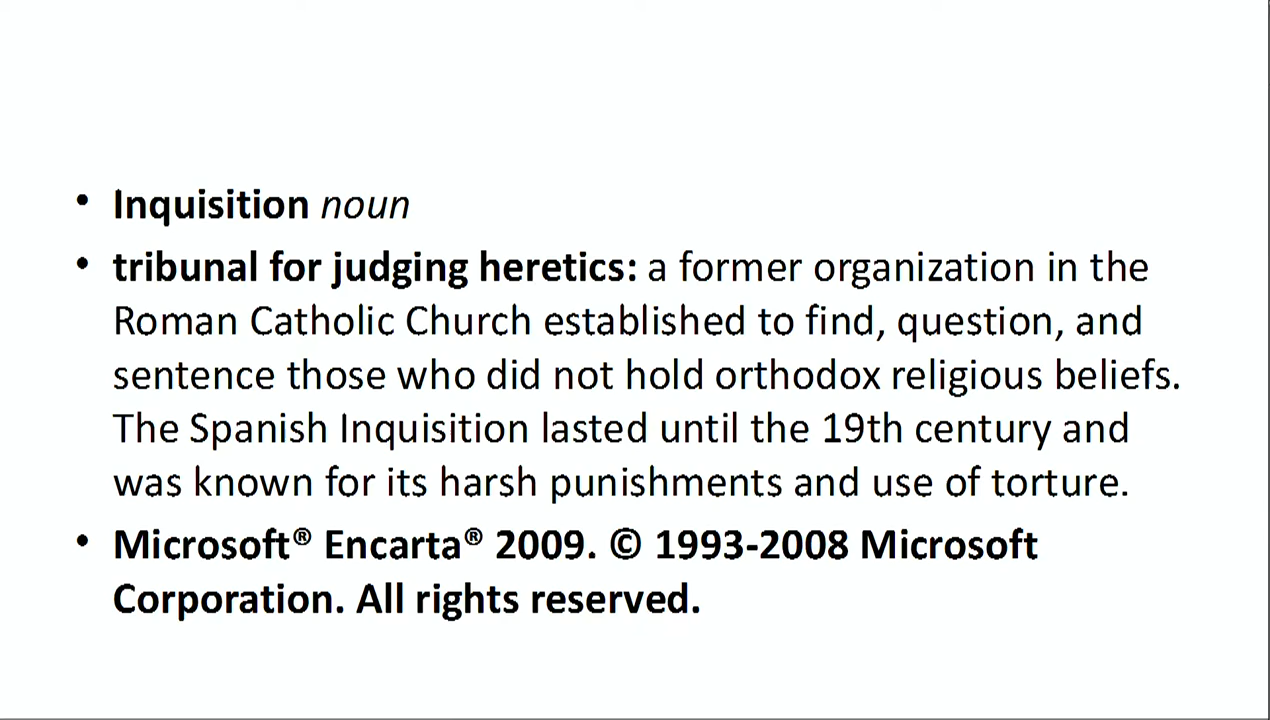 • Inquisition noun
• tribunal for judging heretics: a former organization in the
Roman Catholic Church established to find, question, and
sentence those who did not hold orthodox religious beliefs.
The Spanish Inquisition lasted until the 19th century and
was known for its harsh punishments and use of torture.
• Microsoft® Encarta® 2009. © 1993-2008 Microsoft
Corporation. All rights reserved.